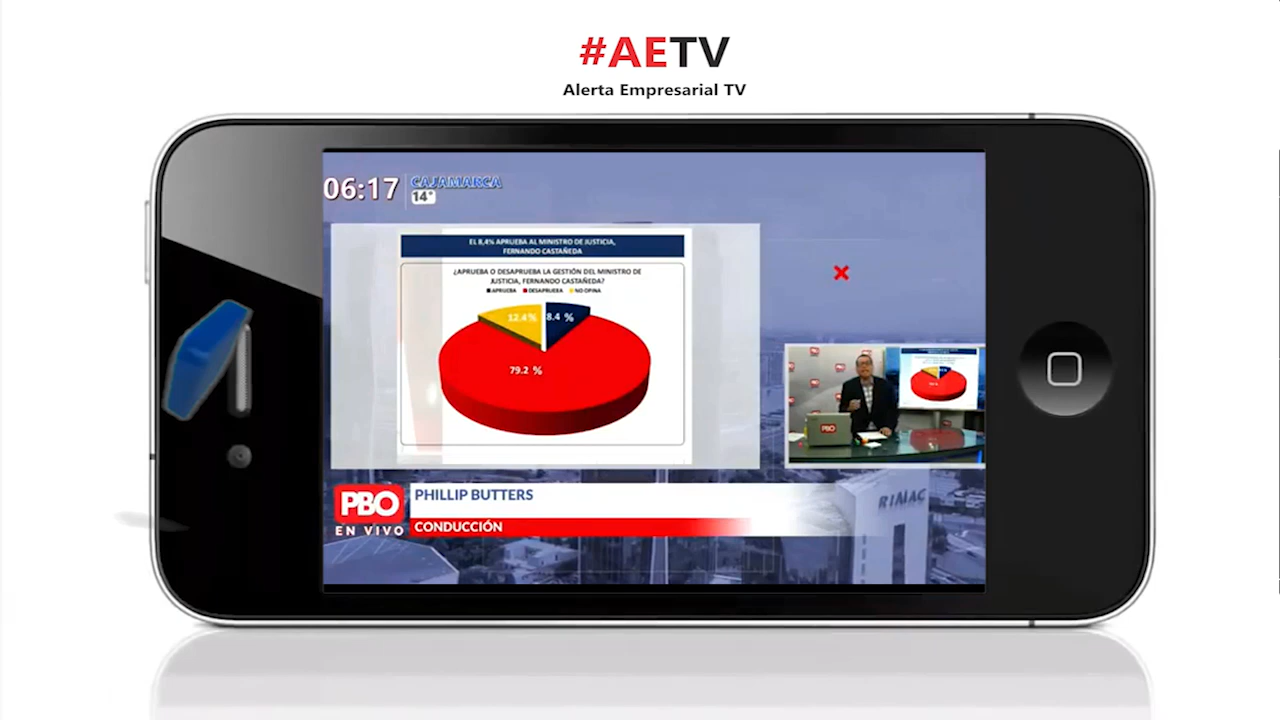 #AETV
Alerta Empresarial TV
06:17
CAJAMARCA
14°
EL 8,4% APRUEBA AL MINISTRO DE JUSTICIA,
FERNANDO CASTAÑEDA
¿APRUEBA O DESAPRUEBA LA GESTIÓN DEL MINISTRO DE
JUSTICIA, FERNANDO CASTAÑEDA?
APRUEBA DESAPRUEBA NO OPINA
12.4 % 8.4 %
79.2 %
PBO
PBO
EN VIVO
PHILLIP BUTTERS
CONDUCCIÓN
RIMAC